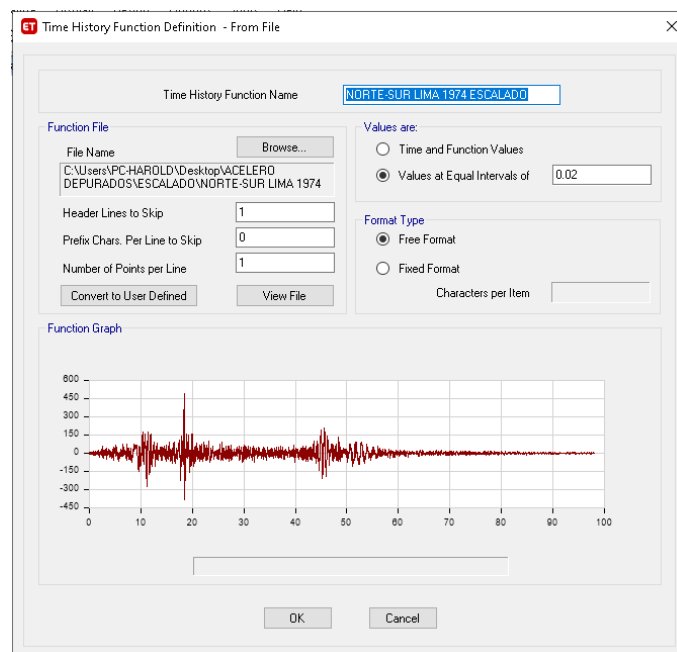 ET Time History Function Definition - From File
Time History Function Name NORTE-SUR LIMA 1974 ESCALADO
Function File
File Name Browse...
C:\Users\PC-HAROLD\Desktop\ACELERO
DEPURADOS\ESCALADO\NORTE-SUR LIMA 1974
Header Lines to Skip 1
Prefix Chars. Per Line to Skip 0
Number of Points per Line 1
Convert to User Defined View File
Values are:
Time and Function Values
Values at Equal Intervals of 0.02
Format Type
Free Format
Fixed Format
Characters per Item
Function Graph
600
450
300
150
0
-150
-300
-450
0 10 20 30 40 50 60 70 80 90 100
OK Cancel